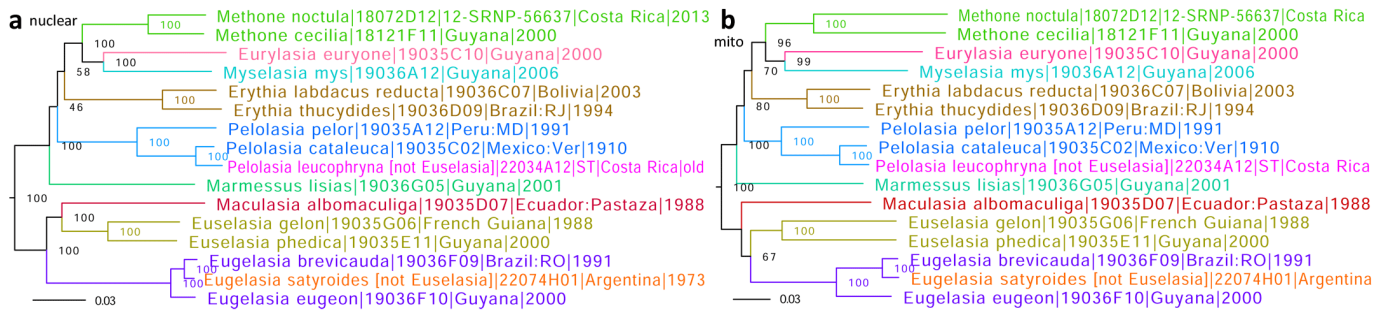 a
nuclear
Methone noctula|18072D12|12-SRNP-56637|Costa Rica|2013
100
Methone cecilia|18121F11|Guyana|2000
100
Eurylasia euryone|19035C10|Guyana|2000
100
58
Myselasia mys|19036A12|Guyana|2006
Erythia labdacus reducta|19036C07|Bolivia|2003
100
46
Erythia thucydides|19036D09|Brazil:RJ|1994
Pelolasia pelor|19035A12|Peru:MD|1991
100
100
Pelolasia cataleuca|19035C02|Mexico:Ver|1910
100
Pelolasia leucophryna [not Euselasia]|22034A12|ST|Costa Rica|old
Marmessus lisias|19036G05|Guyana|2001
100
Maculasia albomaculiga|19035D07|Ecuador:Pastaza|1988
100
Euselasia gelon|19035G06|French Guiana|1988
100
Euselasia phedica|19035E11|Guyana|2000
100
Eugelasia brevicauda|19036F09|Brazil:RO|1991
100
Eugelasia satyroides [not Euselasia]|22074H01|Argentina|1973
100
Eugelasia eugeon|19036F10|Guyana|2000
0.03
b
mito
Methone noctula|18072D12|12-SRNP-56637|Costa Rica
100
Methone cecilia|18121F11|Guyana|2000
96
Eurylasia euryone|19035C10|Guyana|2000
99
70
Myselasia mys|19036A12|Guyana|2006
Erythia labdacus reducta|19036C07|Bolivia|2003
100
80
Erythia thucydides|19036D09|Brazil:RJ|1994
Pelolasia pelor|19035A12|Peru:MD|1991
100
100
Pelolasia cataleuca|19035C02|Mexico:Ver|1910
100
Pelolasia leucophryna [not Euselasia]|22034A12|ST|Costa Rica
Marmessus lisias|19036G05|Guyana|2001
100
Maculasia albomaculiga|19035D07|Ecuador:Pastaza|1988
Euselasia gelon|19035G06|French Guiana|1988
100
Euselasia phedica|19035E11|Guyana|2000
67
Eugelasia brevicauda|19036F09|Brazil:RO|1991
100
Eugelasia satyroides [not Euselasia]|22074H01|Argentina
100
Eugelasia eugeon|19036F10|Guyana|2000
0.03